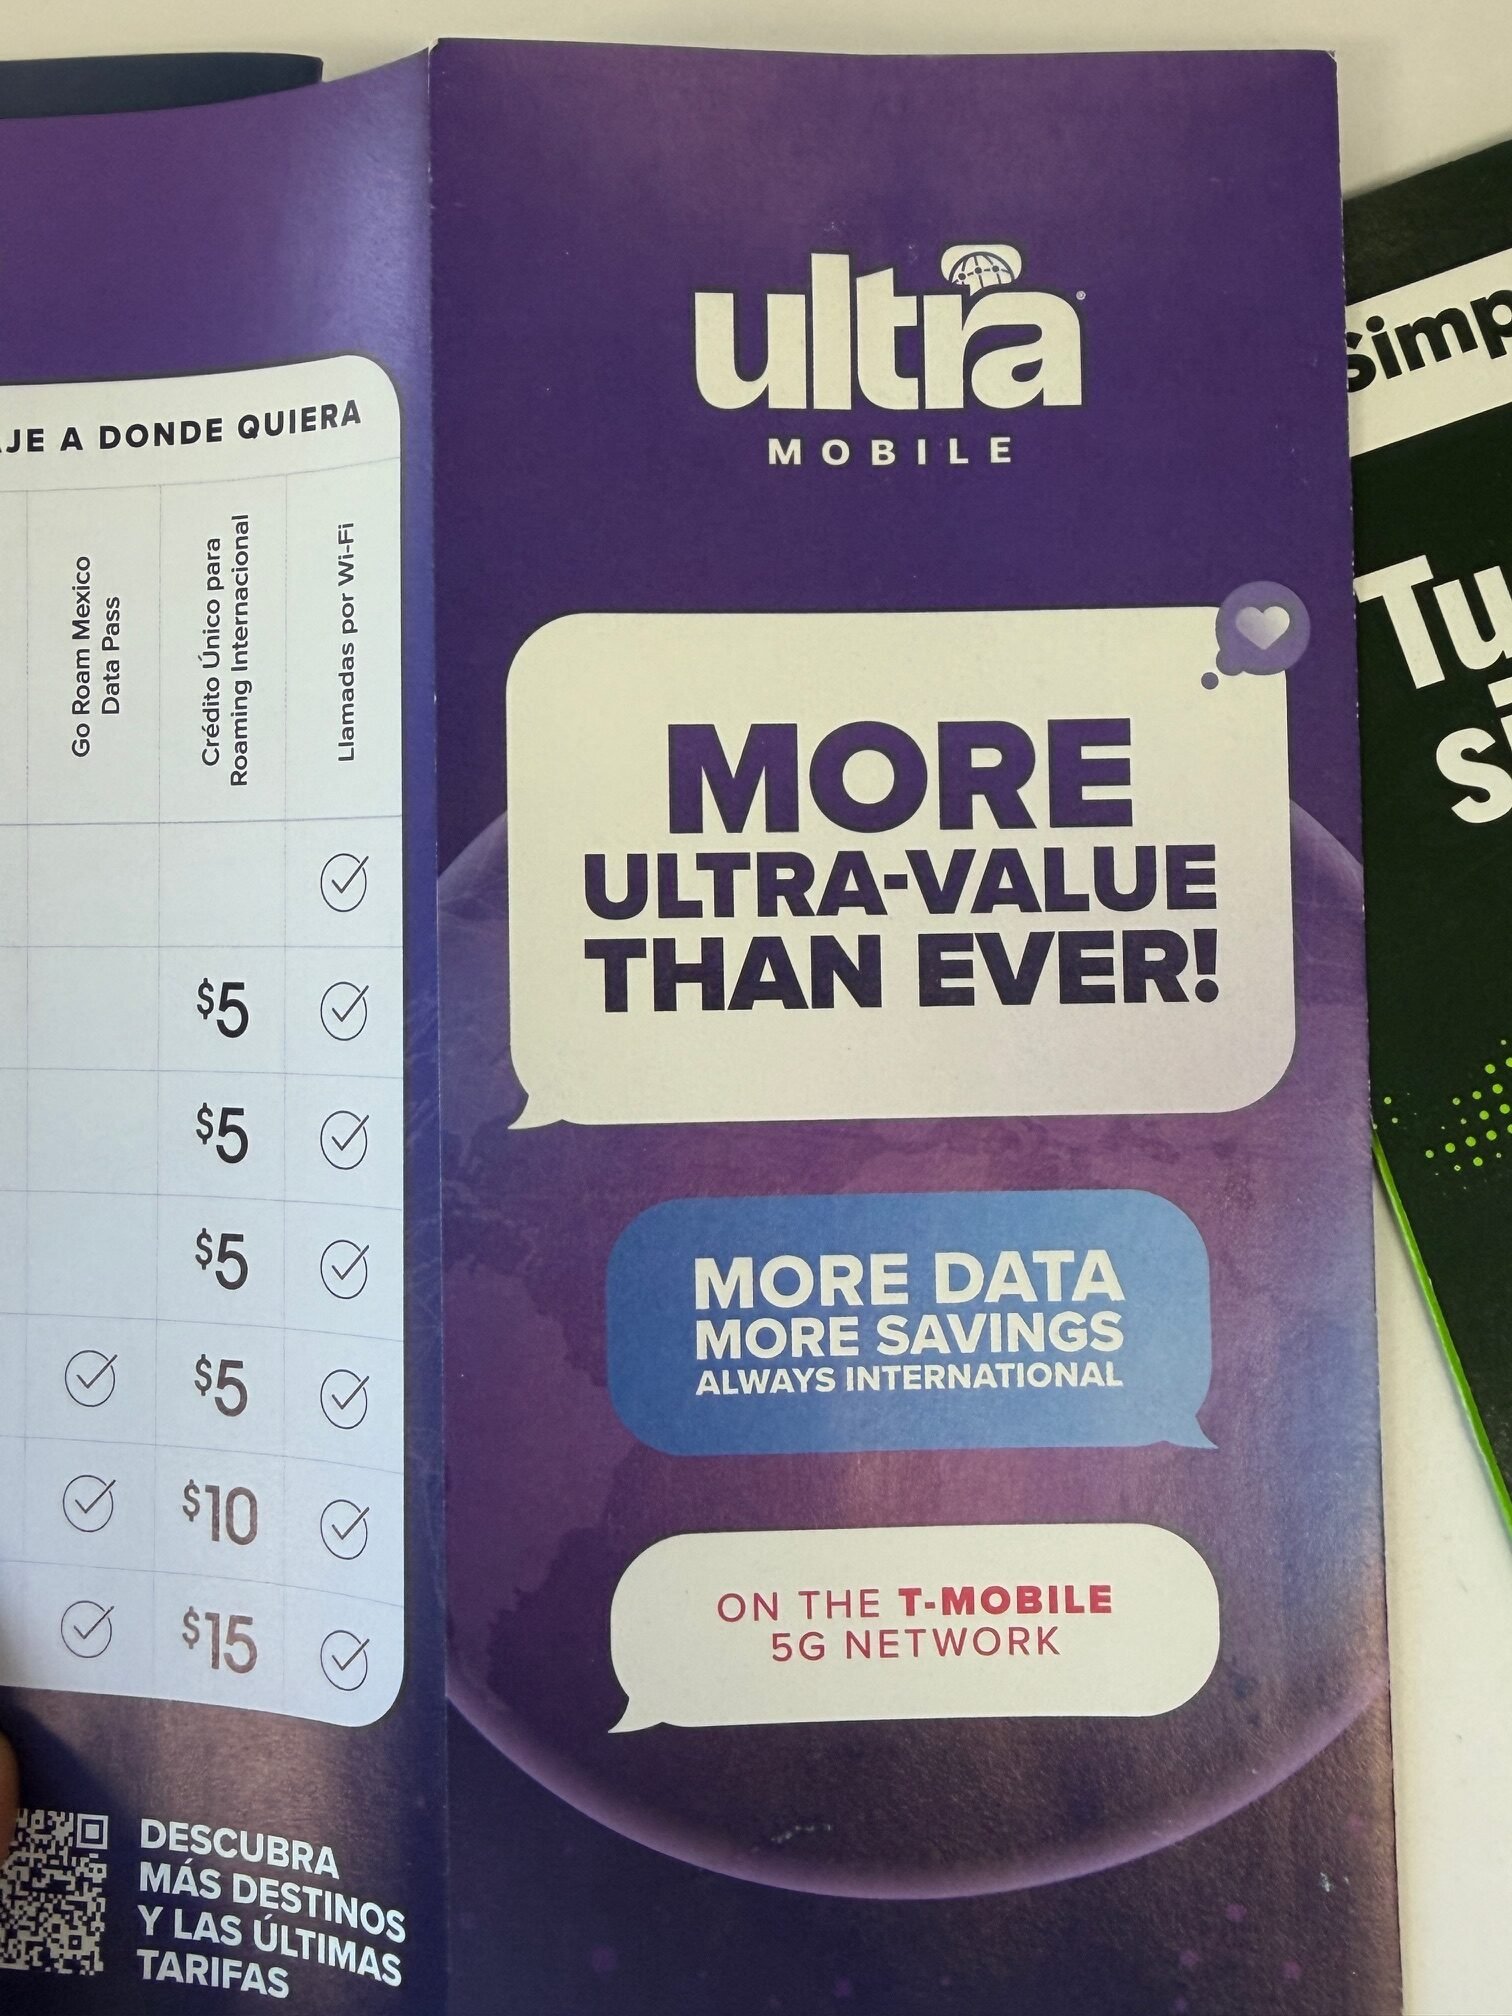 AJE A DONDE QUIERA
Go Roam Mexico
Data Pass
Crédito Único para
Roaming Internacional
Llamadas por Wi-Fi
$5
$5
$5
$5
$10
$15
DESCUBRA
MÁS DESTINOS
Y LAS ÚLTIMAS
TARIFAS
ultra
MOBILE
MORE
ULTRA-VALUE
THAN EVER!
MORE DATA
MORE SAVINGS
ALWAYS INTERNATIONAL
ON THE T-MOBILE
5G NETWORK
Simp
Tu